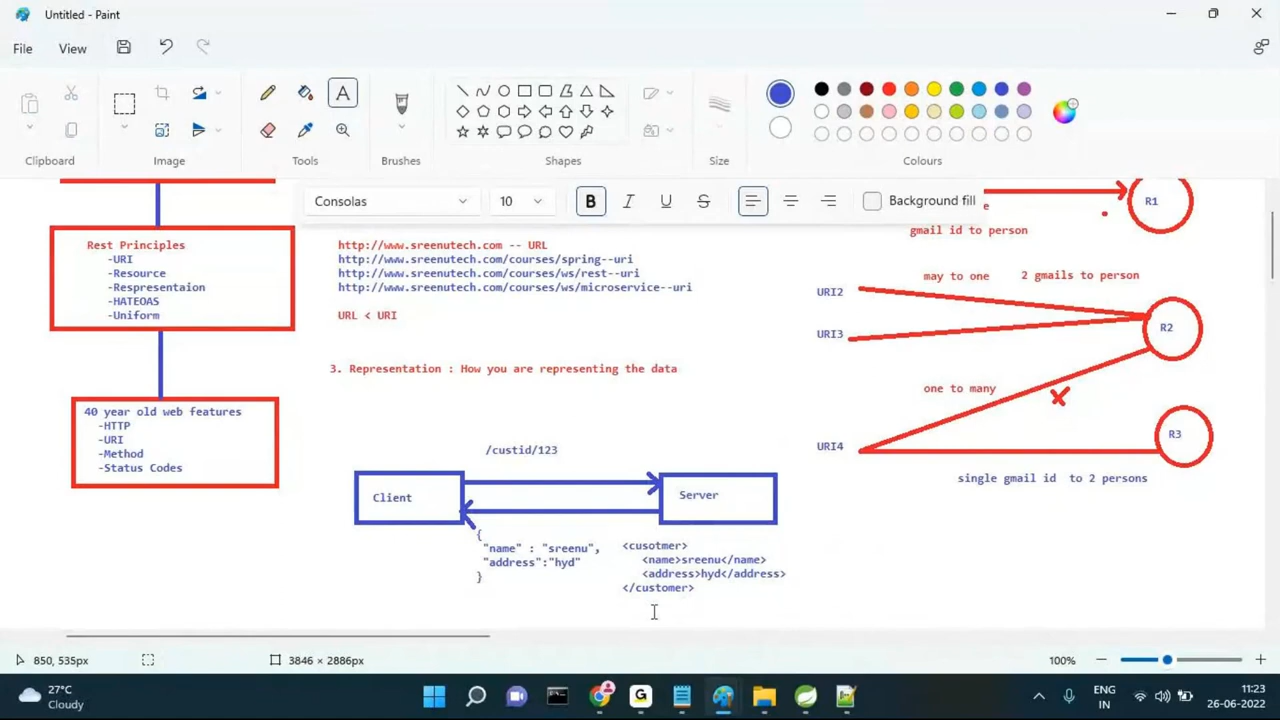 Untitled - Paint
File
View
Clipboard
Image
Tools
Brushes
Shapes
Size
Colours
Consolas
10
B
I
U
S
Background fill
Rest Principles
-URI
-Resource
-Respresentaion
-HATEOAS
-Uniform
40 year old web features
-HTTP
-URI
-Method
-Status Codes
http://www.sreenutech.com -- URL
http://www.sreenutech.com/courses/spring--uri
http://www.sreenutech.com/courses/ws/rest--uri
http://www.sreenutech.com/courses/ws/microservice--uri
URL < URI
3. Representation : How you are representing the data
/custid/123
Client
Server
{
"name" : "sreenu",
"address":"hyd"
}
<cusotmer>
<name>sreenu</name>
<address>hyd</address>
</customer>
R1
gmail id to person
may to one
2 gmails to person
URI2
URI3
R2
one to many
URI4
R3
single gmail id to 2 persons
850, 535px
3846 × 2886px
100%
27°C
Cloudy
ENG
IN
11:23
26-06-2022